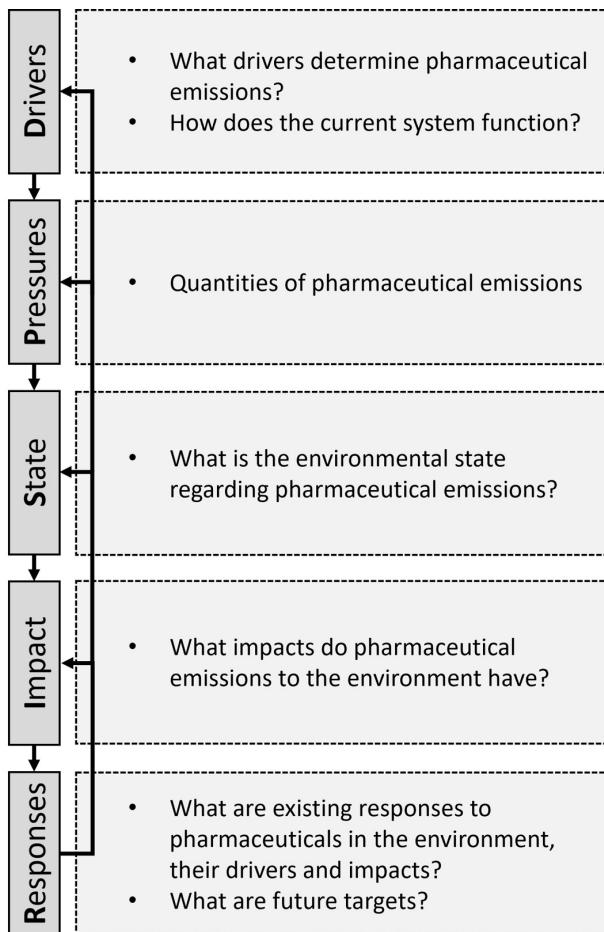 Drivers
• What drivers determine pharmaceutical
emissions?
• How does the current system function?
Pressures
• Quantities of pharmaceutical emissions
State
• What is the environmental state
regarding pharmaceutical emissions?
Impact
• What impacts do pharmaceutical
emissions to the environment have?
Responses
• What are existing responses to
pharmaceuticals in the environment,
their drivers and impacts?
• What are future targets?